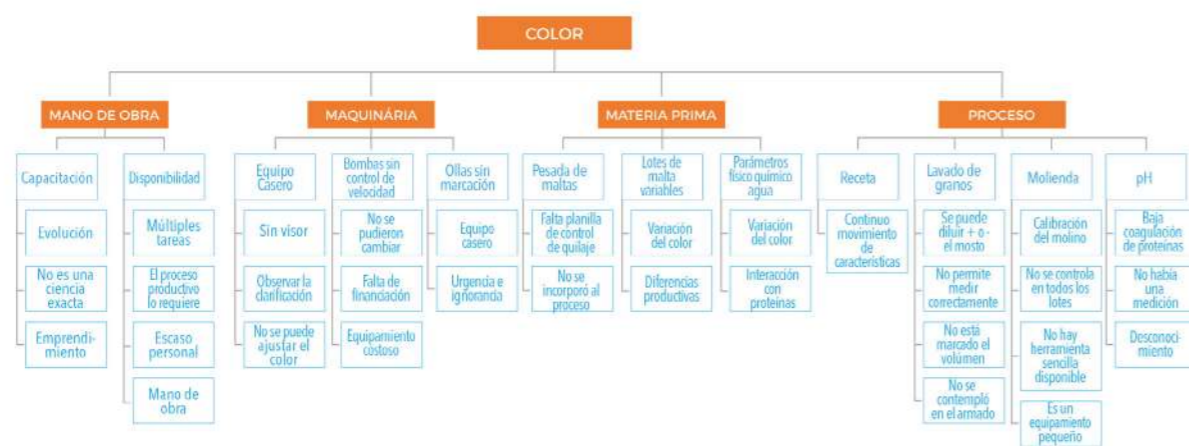 COLOR
MANO DE OBRA
MAQUINÁRIA
MATERIA PRIMA
PROCESO
Capacitación
Evolución
No es una
ciencia
exacta
Emprendi-
miento
Disponibilidad
Múltiples
tareas
El proceso
productivo
lo requiere
Escaso
personal
Mano de
obra
Equipo
Casero
Sin visor
Observar la
clarificación
No se puede
ajustar el
color
Bombas sin
control de
velocidad
No se
pudieron
cambiar
Falta de
financiación
Equipamiento
costoso
Ollas sin
marcación
Equipo
casero
Urgencia e
ignorancia
Pesada de
maltas
Falta planilla
de control
de quilaje
No se
incorporó al
proceso
Lotes de
malta
variables
Variación
del color
Diferencias
productivas
Parámetros
físico químico
agua
Variación
del color
Interacción
con
proteínas
Receta
Continuo
movimiento
de
características
Lavado de
granos
Se puede
diluir + o -
el mosto
No permite
medir
correctamente
No está
marcado el
volúmen
No se
contempló
en el armado
Molienda
Calibración
del molino
No se controla
en todos los
lotes
No hay
herramienta
sencilla
disponible
Es un
equipamiento
pequeño
pH
Baja
coagulación
de proteínas
No había
una
medición
Desconoci-
miento